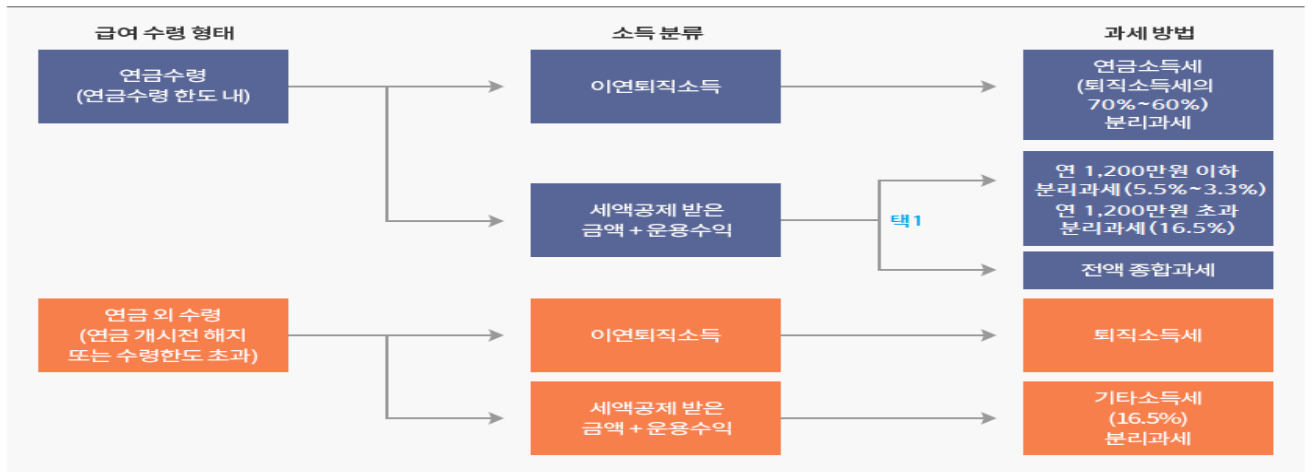 급여 수령 형태
소득 분류
과세 방법
연금수령
(연금수령 한도 내)
이연퇴직소득
연금소득세
(퇴직소득세의
70%~60%)
분리과세
세액공제 받은
금액 + 운용수익
택1
연 1,200만원 이하
분리과세(5.5%~3.3%)
연 1,200만원 초과
분리과세(16.5%)
전액 종합과세
연금 외 수령
(연금 개시전 해지
또는 수령한도 초과)
이연퇴직소득
퇴직소득세
세액공제 받은
금액 + 운용수익
기타소득세
(16.5%)
분리과세